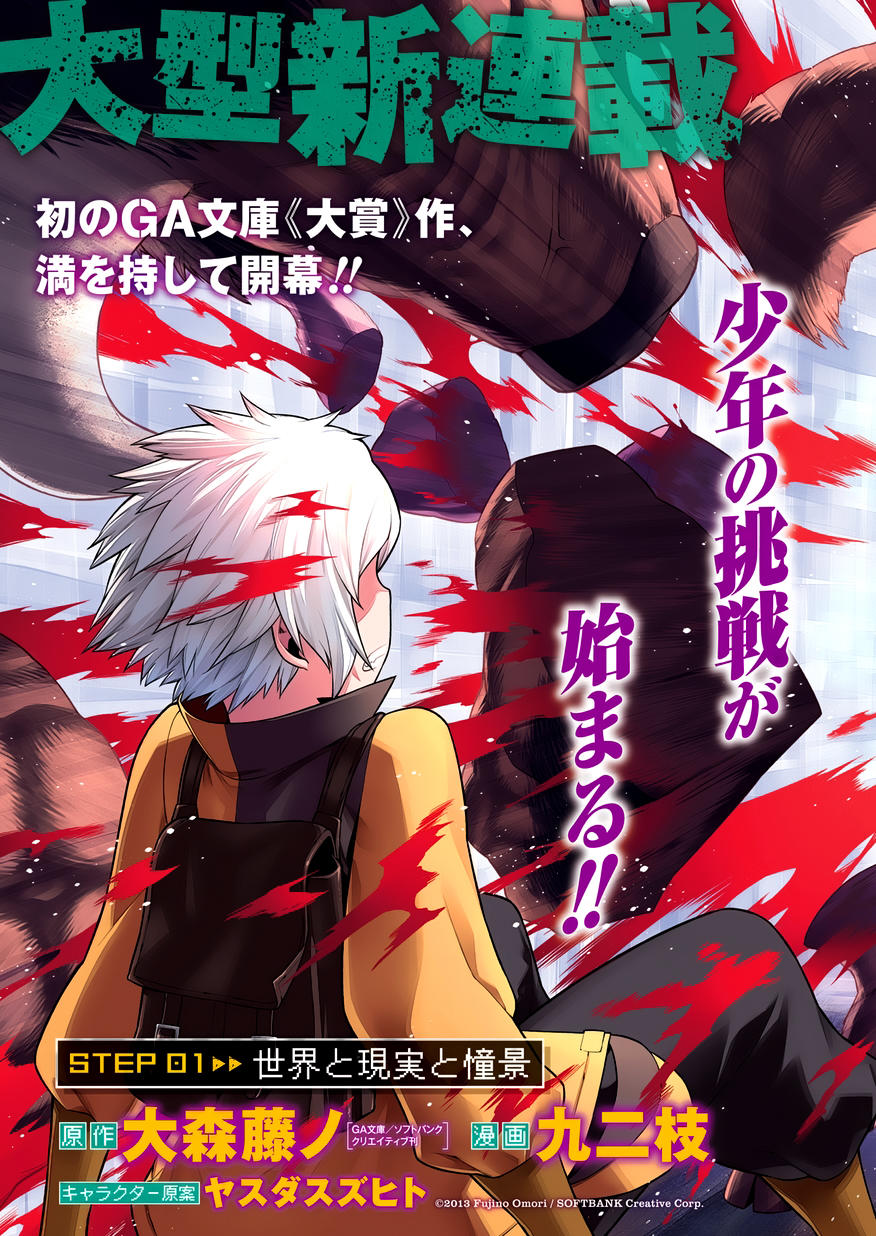 大型新連載
初のGA文庫《大賞》作、
満を持して開幕!!
少年の挑戦が
始まる!!
STEP 01▸▸ 世界と現実と憧景
原作 大森藤ノ [GA文庫/ソフトバンク
クリエイティブ刊] 漫画 九二枝
キャラクター原案 ヤスダスズヒト ©2013 Fujino Omori / SOFTBANK Creative Corp.